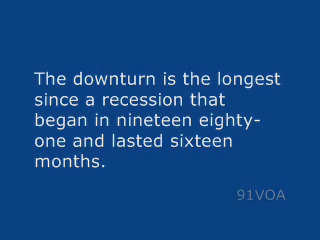 The downturn is the longest
since a recession that
began in nineteen eighty-
one and lasted sixteen
months.
91VOA